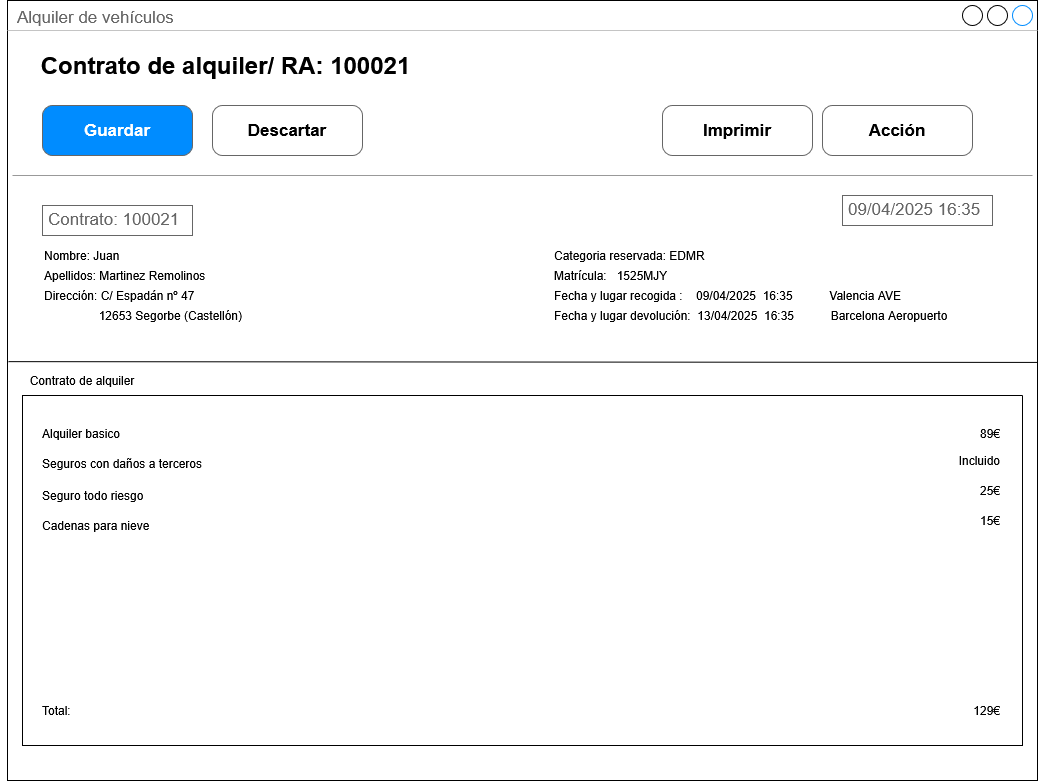 Alquiler de vehículos
Contrato de alquiler/ RA: 100021
Guardar Descartar Imprimir Acción
Contrato: 100021
09/04/2025 16:35
Nombre: Juan
Apellidos: Martinez Remolinos
Dirección: C/ Espadán nº 47
12653 Segorbe (Castellón)
Categoria reservada: EDMR
Matrícula: 1525MJY
Fecha y lugar recogida : 09/04/2025 16:35 Valencia AVE
Fecha y lugar devolución: 13/04/2025 16:35 Barcelona Aeropuerto
Contrato de alquiler
Alquiler basico 89€
Seguros con daños a terceros Incluido
Seguro todo riesgo 25€
Cadenas para nieve 15€
Total: 129€